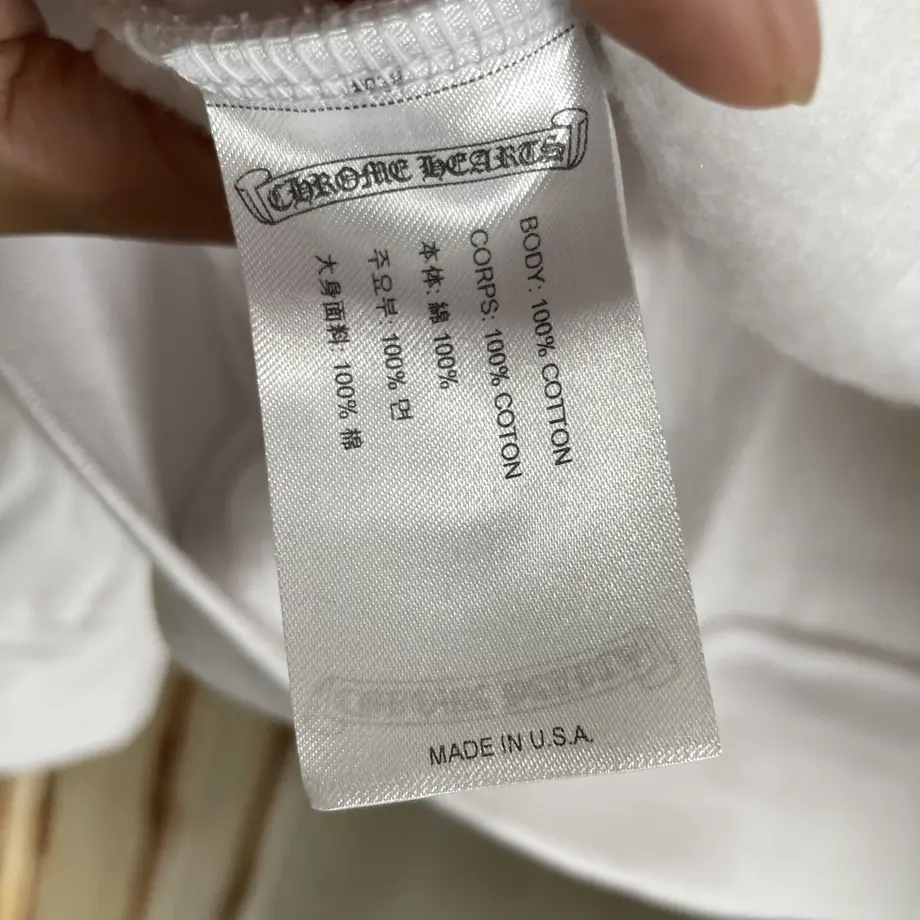 CHROME HEARTS
BODY: 100% COTTON
CORPS: 100% COTON
本体: 綿 100%
주요부: 100% 면
大身面料: 100% 棉
MADE IN U.S.A.